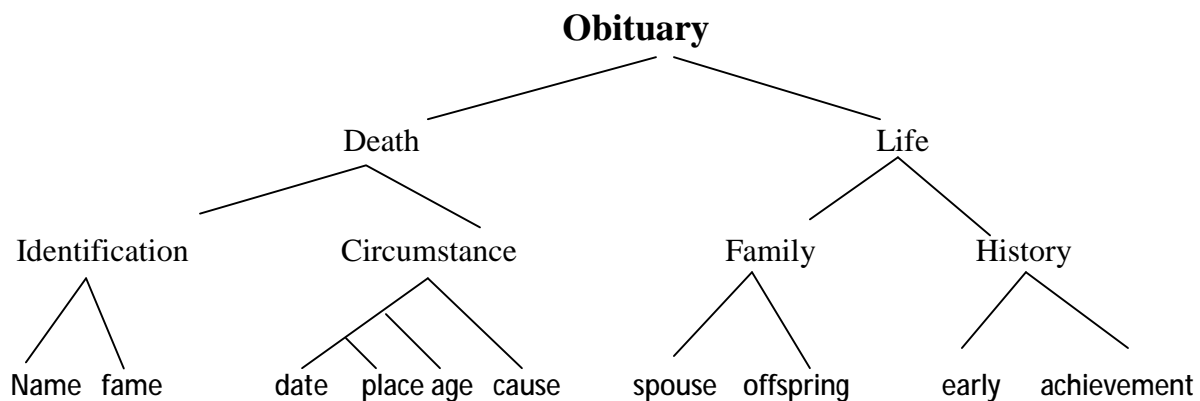 Obituary
Death Life
Identification Circumstance Family History
Name fame date place age cause spouse offspring early achievement